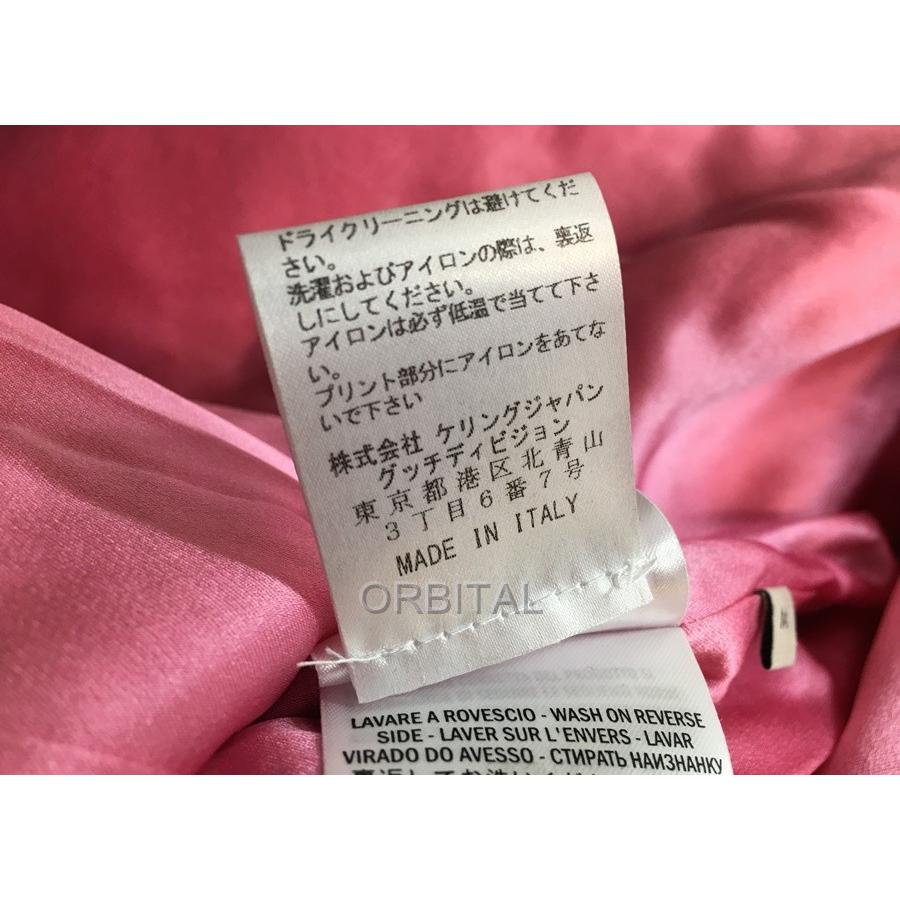 ドライクリーニングは避けてくだ
さい。
洗濯およびアイロンの際は、裏返
しにしてください。
アイロンは必ず低温で当てて下さ
い。
プリント部分にアイロンをあてな
いで下さい
株式会社 ケリングジャパン
グッチディビジョン
東京都港区北青山
3丁目6番7号
MADE IN ITALY
ORBITAL
LAVARE A ROVESCIO - WASH ON REVERSE
SIDE - LAVER SUR L'ENVERS - LAVAR
VIRADO DO AVESSO - СТИРАТЬ НАИЗНАНКУ